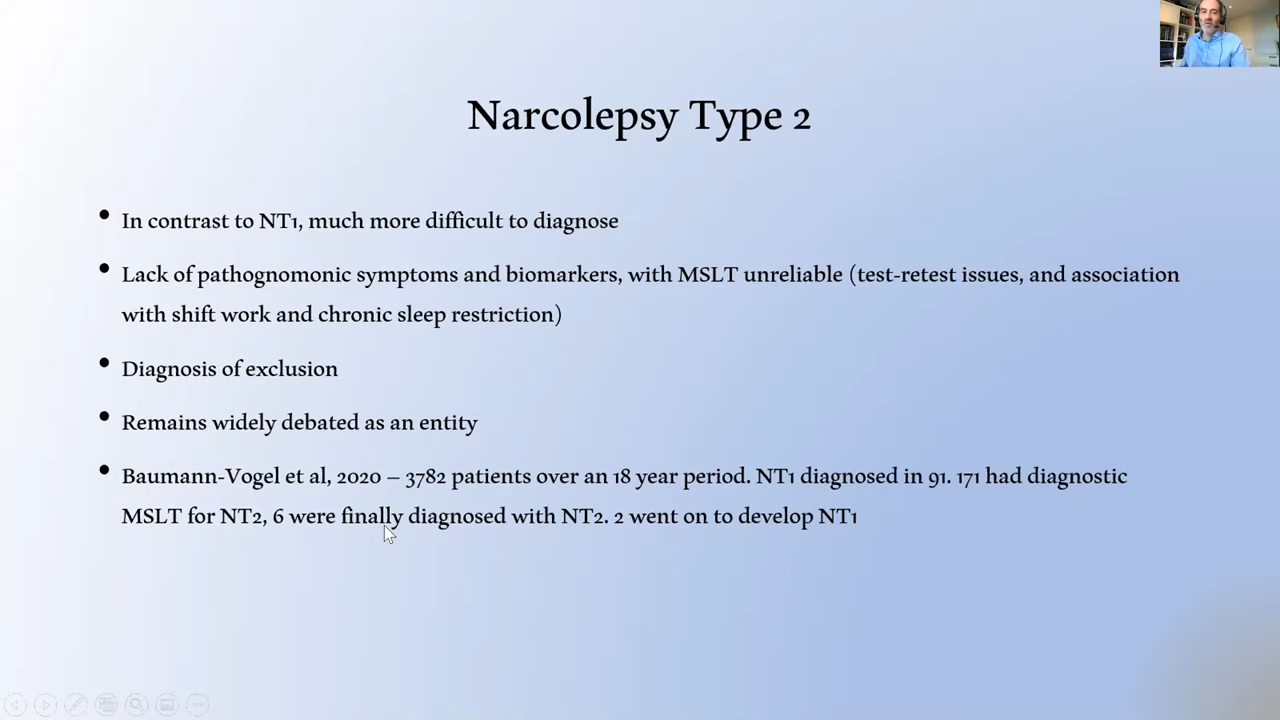 Narcolepsy Type 2
• In contrast to NT1, much more difficult to diagnose
• Lack of pathognomonic symptoms and biomarkers, with MSLT unreliable (test-retest issues, and association
with shift work and chronic sleep restriction)
• Diagnosis of exclusion
• Remains widely debated as an entity
• Baumann-Vogel et al, 2020 – 3782 patients over an 18 year period. NT1 diagnosed in 91. 171 had diagnostic
MSLT for NT2, 6 were finally diagnosed with NT2. 2 went on to develop NT1